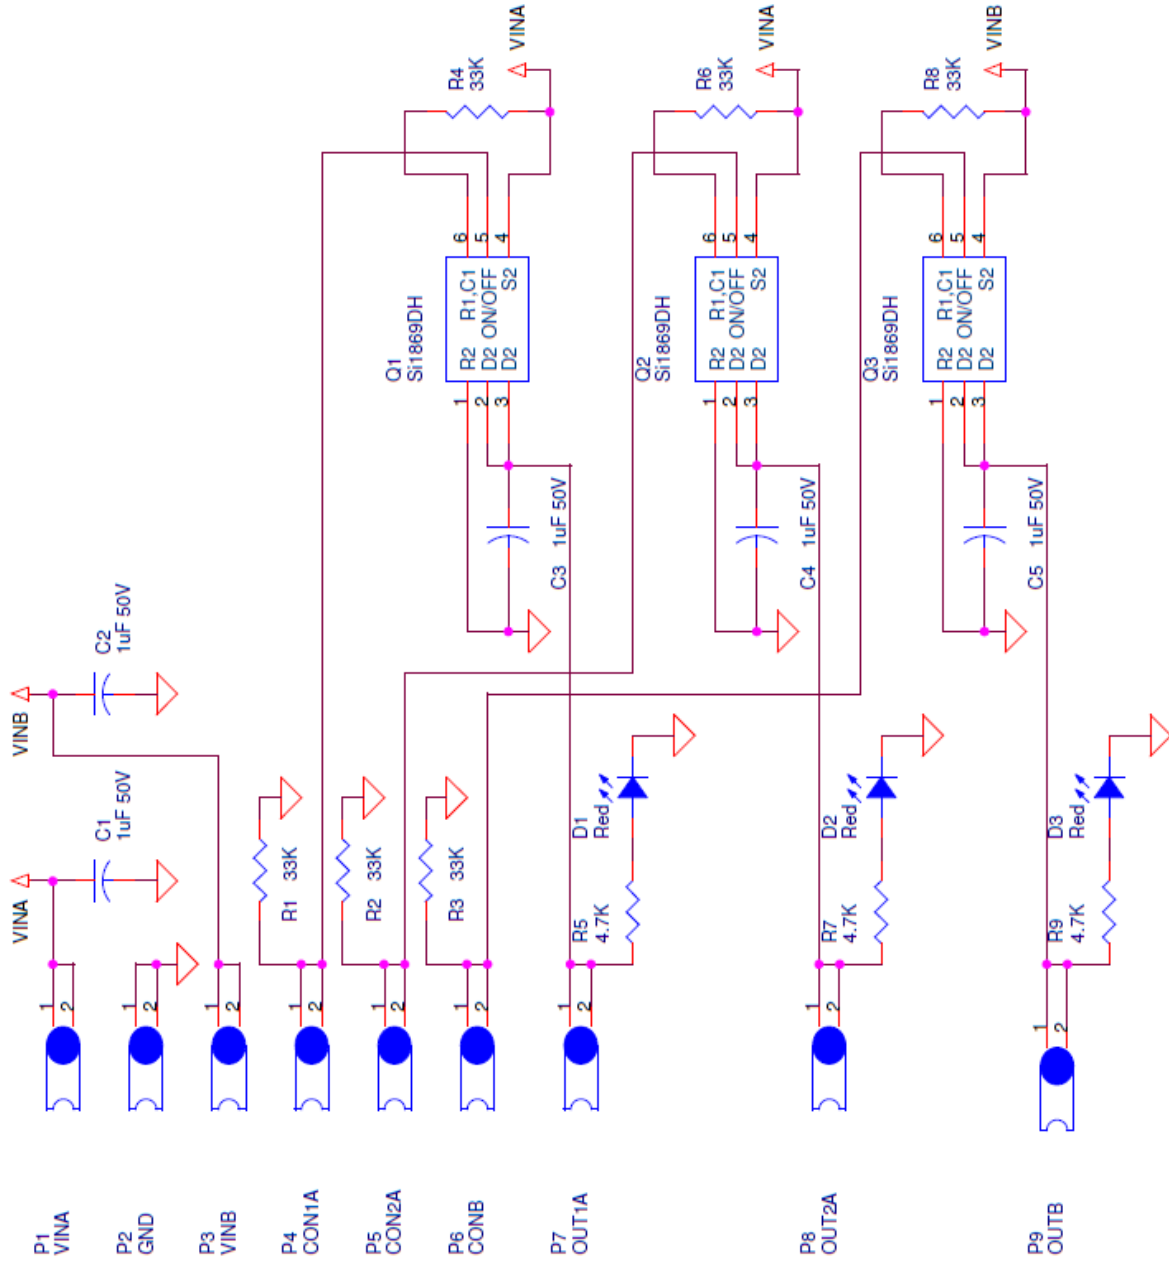 P1
VINA
P2
GND
P3
VINB
P4
CON1A
P5
CON2A
P6
CONB
P7
OUT1A
P8
OUT2A
P9
OUTB
1
2
1
2
1
2
1
2
1
2
1
2
1
2
1
2
1
2
VINA
C1
1uF 50V
VINB
C2
1uF 50V
R1 33K
R2 33K
R3 33K
R5
4.7K
D1
Red
R7
4.7K
D2
Red
R9
4.7K
D3
Red
C3 1uF 50V
C4 1uF 50V
C5 1uF 50V
Q1
Si1869DH
1 R2 R1,C1 6
2 D2 ON/OFF 5
3 D2 S2 4
R4
33K
VINA
Q2
Si1869DH
1 R2 R1,C1 6
2 D2 ON/OFF 5
3 D2 S2 4
R6
33K
VINA
Q3
Si1869DH
1 R2 R1,C1 6
2 D2 ON/OFF 5
3 D2 S2 4
R8
33K
VINB